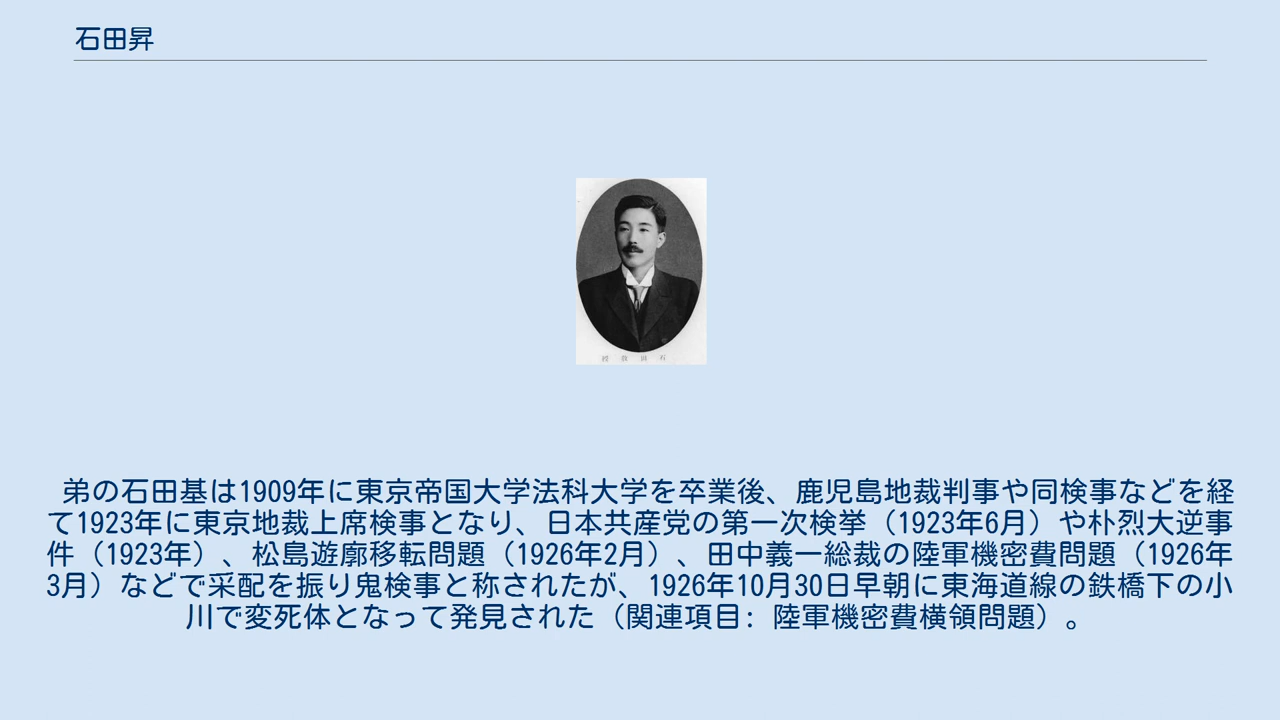 石田昇
弟の石田基は1909年に東京帝国大学法科大学を卒業後、鹿児島地裁判事や同検事などを経
て1923年に東京地裁上席検事となり、日本共産党の第一次検挙（1923年6月）や朴烈大逆事
件（1923年）、松島遊廓移転問題（1926年2月）、田中義一総裁の陸軍機密費問題（1926年
3月）などで采配を振り鬼検事と称されたが、1926年10月30日早朝に東海道線の鉄橋下の小
川で変死体となって発見された（関連項目: 陸軍機密費横領問題）。